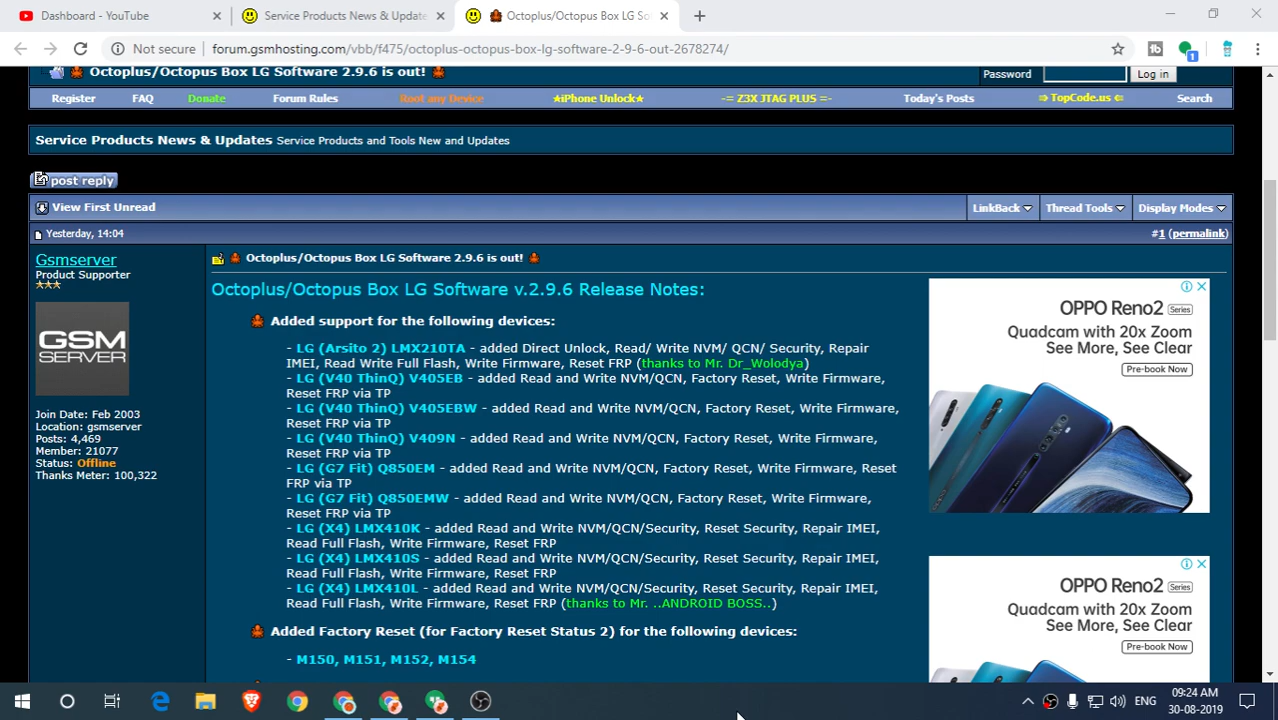 Dashboard - YouTube
Service Products News & Update
Octoplus/Octopus Box LG So
Not secure
forum.gsmhosting.com/vbb/f475/octoplus-octopus-box-lg-software-2-9-6-out-2678274/
1
Octoplus/Octopus Box LG Software 2.9.6 is out!
Password
Log in
Register
FAQ
Donate
Forum Rules
Root any Device
★iPhone Unlock★
-= Z3X JTAG PLUS =-
Today's Posts
⇒ TopCode.us ⇐
Search
Service Products News & Updates Service Products and Tools New and Updates
post reply
View First Unread
LinkBack
Thread Tools
Display Modes
Yesterday, 14:04
#1 (permalink)
Gsmserver
Product Supporter
GSM
SERVER
Join Date: Feb 2003
Location: gsmserver
Posts: 4,469
Member: 21077
Status: Offline
Thanks Meter: 100,322
Octoplus/Octopus Box LG Software 2.9.6 is out!
Octoplus/Octopus Box LG Software v.2.9.6 Release Notes:
Added support for the following devices:
- LG (Arsito 2) LMX210TA - added Direct Unlock, Read/ Write NVM/ QCN/ Security, Repair
IMEI, Read Write Full Flash, Write Firmware, Reset FRP (thanks to Mr. Dr_Wolodya)
- LG (V40 ThinQ) V405EB - added Read and Write NVM/QCN, Factory Reset, Write Firmware,
Reset FRP via TP
- LG (V40 ThinQ) V405EBW - added Read and Write NVM/QCN, Factory Reset, Write Firmware,
Reset FRP via TP
- LG (V40 ThinQ) V409N - added Read and Write NVM/QCN, Factory Reset, Write Firmware,
Reset FRP via TP
- LG (G7 Fit) Q850EM - added Read and Write NVM/QCN, Factory Reset, Write Firmware, Reset
FRP via TP
- LG (G7 Fit) Q850EMW - added Read and Write NVM/QCN, Factory Reset, Write Firmware,
Reset FRP via TP
- LG (X4) LMX410K - added Read and Write NVM/QCN/Security, Reset Security, Repair IMEI,
Read Full Flash, Write Firmware, Reset FRP
- LG (X4) LMX410S - added Read and Write NVM/QCN/Security, Reset Security, Repair IMEI,
Read Full Flash, Write Firmware, Reset FRP
- LG (X4) LMX410L - added Read and Write NVM/QCN/Security, Reset Security, Repair IMEI,
Read Full Flash, Write Firmware, Reset FRP (thanks to Mr. ..ANDROID BOSS..)
Added Factory Reset (for Factory Reset Status 2) for the following devices:
- M150, M151, M152, M154
OPPO Reno2 Series
Quadcam with 20x Zoom
See More, See Clear
Pre-book Now
OPPO Reno2 Series
Quadcam with 20x Zoom
See More, See Clear
Pre-book Now
ENG
09:24 AM
30-08-2019